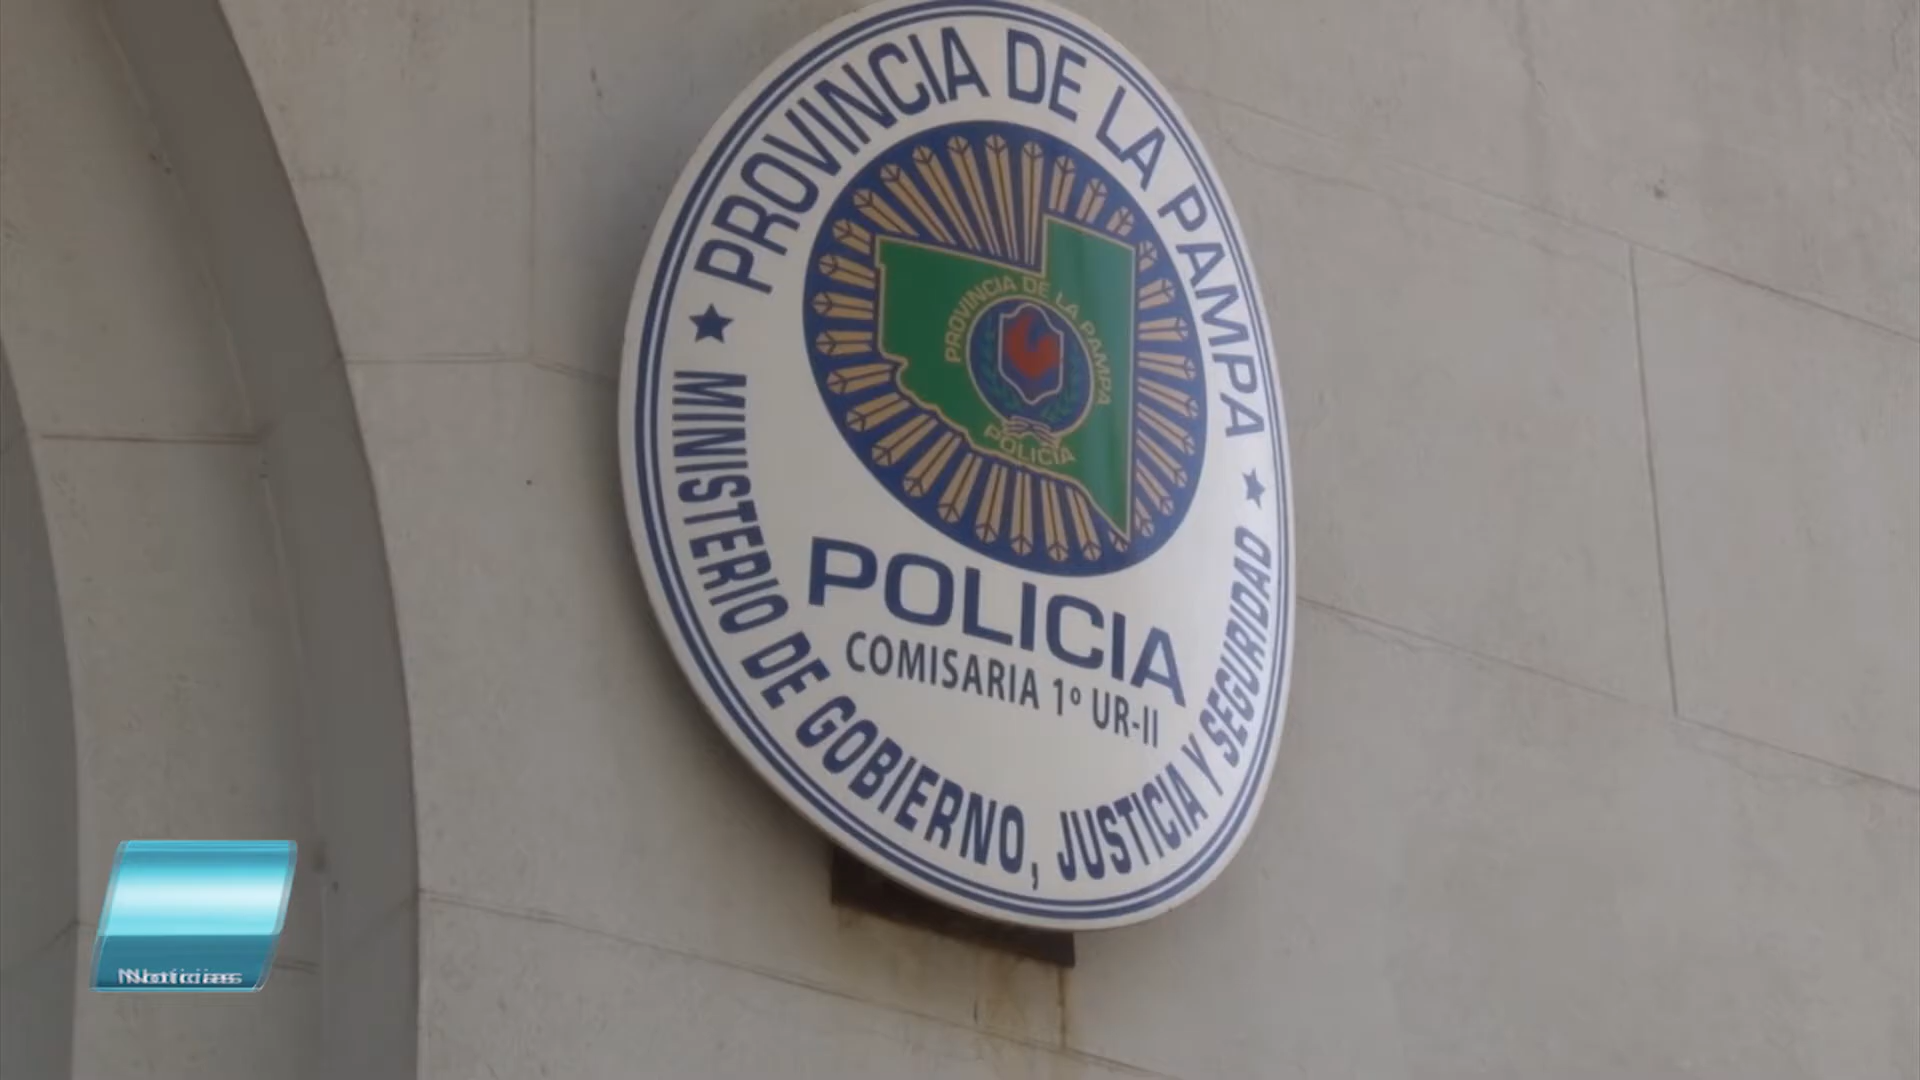 PROVINCIA DE LA PAMPA
PROVINCIA DE LA PAMPA
POLICIA
POLICIA
COMISARIA 1º UR-II
MINISTERIO DE GOBIERNO, JUSTICIA Y SEGURIDAD
Noticias